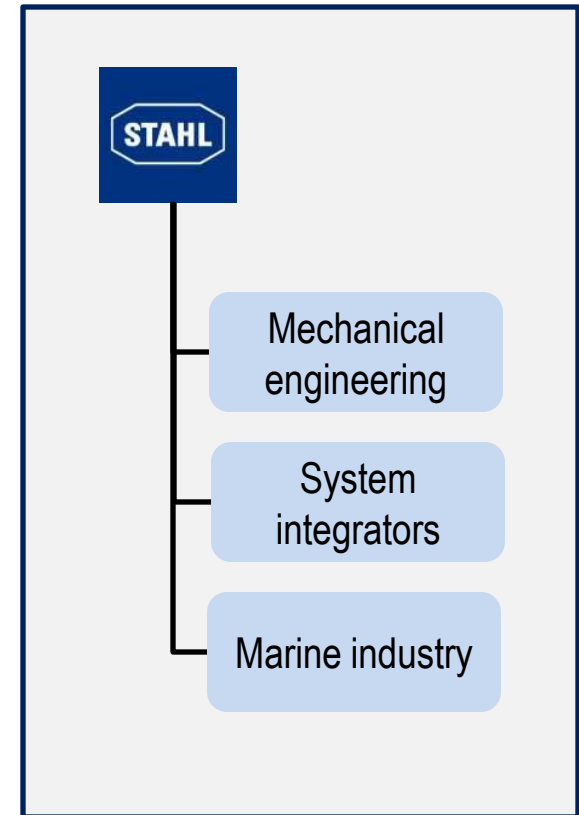 STAHL
Mechanical
engineering
System
integrators
Marine industry